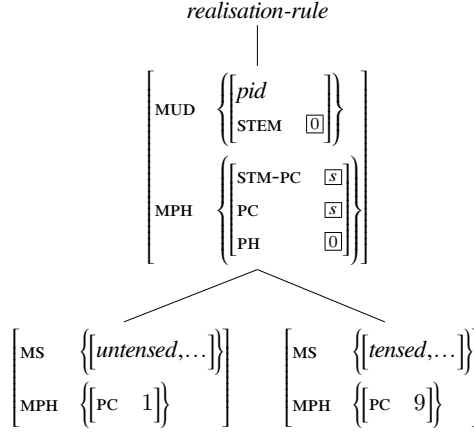 realisation-rule
pid
MUD
STEM 0
STM-PC s
MPH PC s
PH 0
MS {[untensed,…]} MS {[tensed,…]}
MPH {[PC 1]} MPH {[PC 9]}